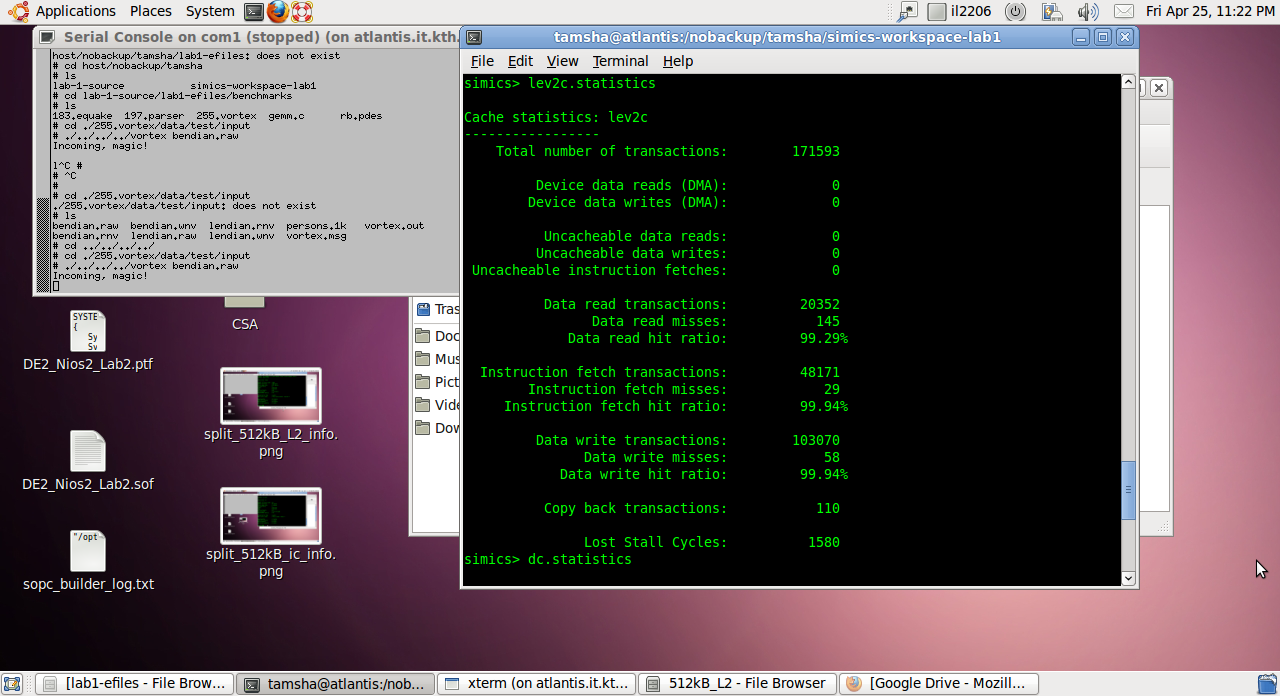 Applications Places System
il2206
Fri Apr 25, 11:22 PM
Serial Console on com1 (stopped) (on atlantis.it.kth.
host/nobackup/tamsha/lab1-efiles: does not exist
# cd host/nobackup/tamsha
# ls
lab-1-source simics-workspace-lab1
# cd lab-1-source/lab1-efiles/benchmarks
# ls
183.equake 197.parser 255.vortex gemm.c rb.pdes
# cd ./255.vortex/data/test/input
# ./../../../vortex bendian.raw
Incoming, magic!
l^C #
# ^C
#
# cd ./255.vortex/data/test/input
./255.vortex/data/test/input: does not exist
# ls
bendian.raw bendian.wnv lendian.rnv persons.1k vortex.out
bendian.rnv lendian.raw lendian.wnv vortex.msg
# cd ../../../../
# cd ./255.vortex/data/test/input
# ./../../../vortex bendian.raw
Incoming, magic!
tamsha@atlantis:/nobackup/tamsha/simics-workspace-lab1
File Edit View Terminal Help
simics> lev2c.statistics
Cache statistics: lev2c
-----------------
Total number of transactions: 171593
Device data reads (DMA): 0
Device data writes (DMA): 0
Uncacheable data reads: 0
Uncacheable data writes: 0
Uncacheable instruction fetches: 0
Data read transactions: 20352
Data read misses: 145
Data read hit ratio: 99.29%
Instruction fetch transactions: 48171
Instruction fetch misses: 29
Instruction fetch hit ratio: 99.94%
Data write transactions: 103070
Data write misses: 58
Data write hit ratio: 99.94%
Copy back transactions: 110
Lost Stall Cycles: 1580
simics> dc.statistics
Tras
Doc
Mus
Pict
Vide
Dow
CSA
SYSTE
{
Sy
Sv
DE2_Nios2_Lab2.ptf
split_512kB_L2_info.
png
DE2_Nios2_Lab2.sof
split_512kB_ic_info.
png
"/opt
sopc_builder_log.txt
[lab1-efiles - File Brow...
tamsha@atlantis:/nob...
xterm (on atlantis.it.kt...
512kB_L2 - File Browser
[Google Drive - Mozill...